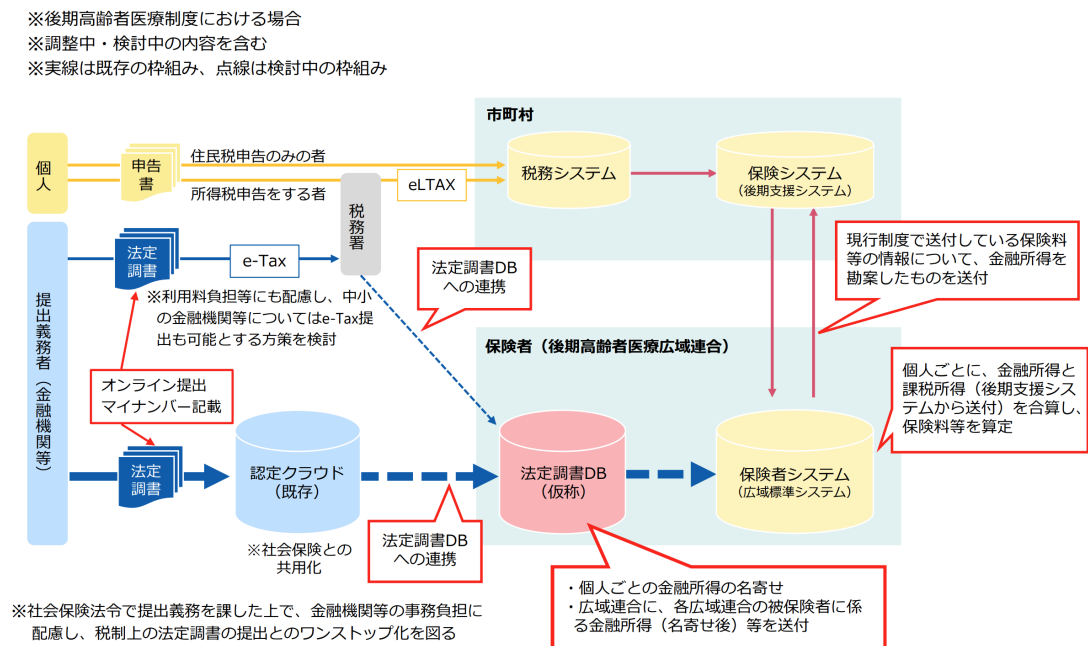 ※後期高齢者医療制度における場合
※調整中・検討中の内容を含む
※実線は既存の枠組み、点線は検討中の枠組み
市町村
個人
申告
書
住民税申告のみの者
所得税申告をする者
eLTAX
税務システム
保険システム
（後期支援システム）
税務署
提出義務者（金融機関等）
法定
調書
e-Tax
※利用料負担等にも配慮し、中小
の金融機関等についてはe-Tax提
出も可能とする方策を検討
法定調書DB
への連携
現行制度で送付している保険料
等の情報について、金融所得を
勘案したものを送付
保険者（後期高齢者医療広域連合）
オンライン提出
マイナンバー記載
個人ごとに、金融所得と
課税所得（後期支援シス
テムから送付）を合算し、
保険料等を算定
法定
調書
認定クラウド
（既存）
法定調書DB
（仮称）
保険者システム
（広域標準システム）
※社会保険との
共用化
法定調書DB
への連携
・個人ごとの金融所得の名寄せ
・広域連合に、各広域連合の被保険者に係
る金融所得（名寄せ後）等を送付
※社会保険法令で提出義務を課した上で、金融機関等の事務負担に
配慮し、税制上の法定調書の提出とのワンストップ化を図る